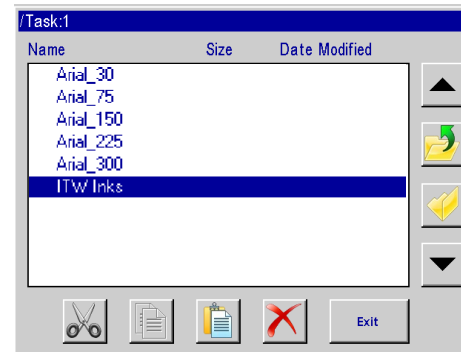 /Task:1
Name Size Date Modified
Arial_30
Arial_75
Arial_150
Arial_225
Arial_300
ITW Inks
Exit